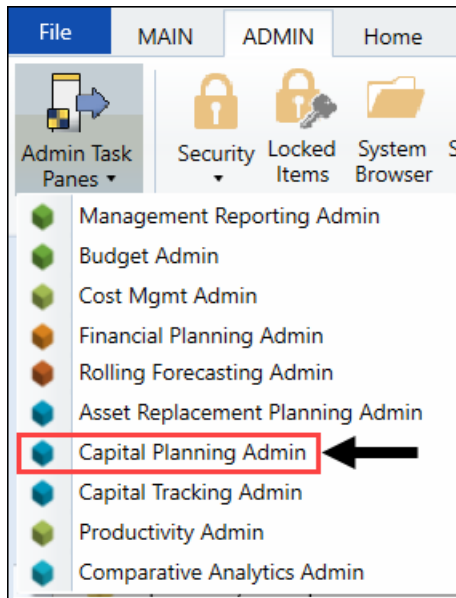 File MAIN ADMIN Home
Admin Task
Panes
Security
Locked
Items
System
Browser
S
Management Reporting Admin
Budget Admin
Cost Mgmt Admin
Financial Planning Admin
Rolling Forecasting Admin
Asset Replacement Planning Admin
Capital Planning Admin
Capital Tracking Admin
Productivity Admin
Comparative Analytics Admin